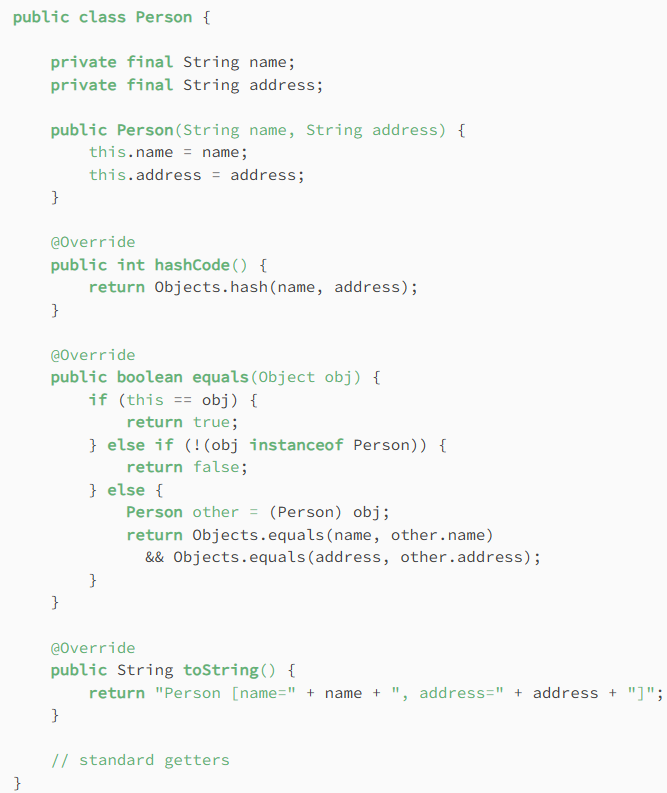 public class Person {
    private final String name;
    private final String address;
    public Person(String name, String address) {
        this.name = name;
        this.address = address;
    }
    @Override
    public int hashCode() {
        return Objects.hash(name, address);
    }
    @Override
    public boolean equals(Object obj) {
        if (this == obj) {
            return true;
        } else if (!(obj instanceof Person)) {
            return false;
        } else {
            Person other = (Person) obj;
            return Objects.equals(name, other.name)
              && Objects.equals(address, other.address);
        }
    }
    @Override
    public String toString() {
        return "Person [name=" + name + ", address=" + address + "]";
    }
    // standard getters
}